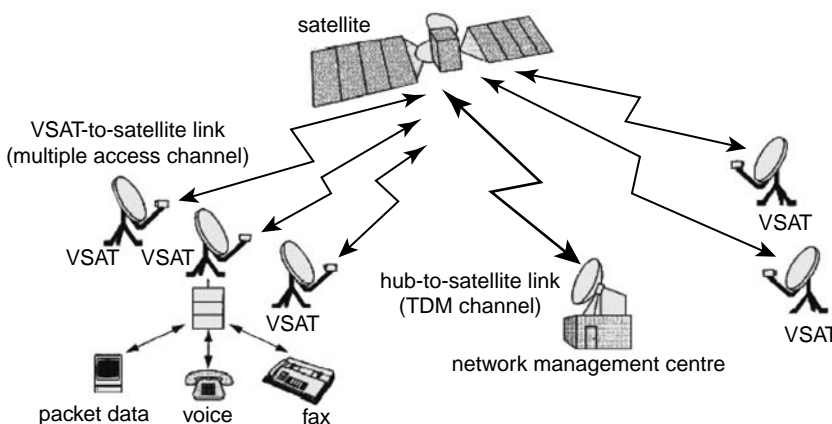 satellite
VSAT-to-satellite link
(multiple access channel)
VSAT
VSAT
VSAT
VSAT
VSAT
hub-to-satellite link
(TDM channel)
network management centre
packet data
voice
fax